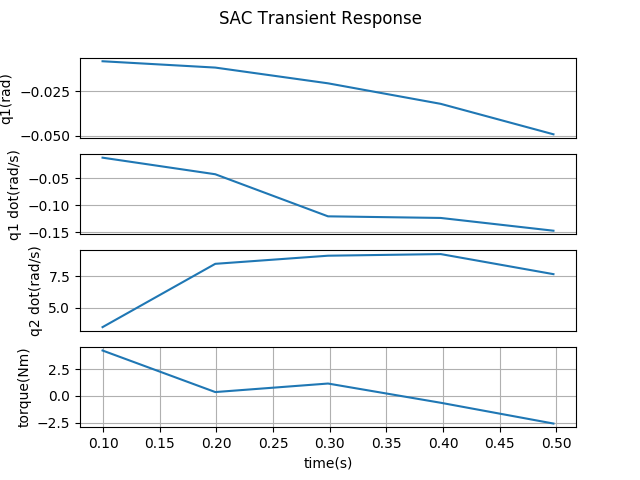 SAC Transient Response
q1(rad)
−0.025
−0.050
q1 dot(rad/s)
−0.05
−0.10
−0.15
q2 dot(rad/s)
7.5
5.0
torque(Nm)
2.5
0.0
−2.5
0.10 0.15 0.20 0.25 0.30 0.35 0.40 0.45 0.50
time(s)